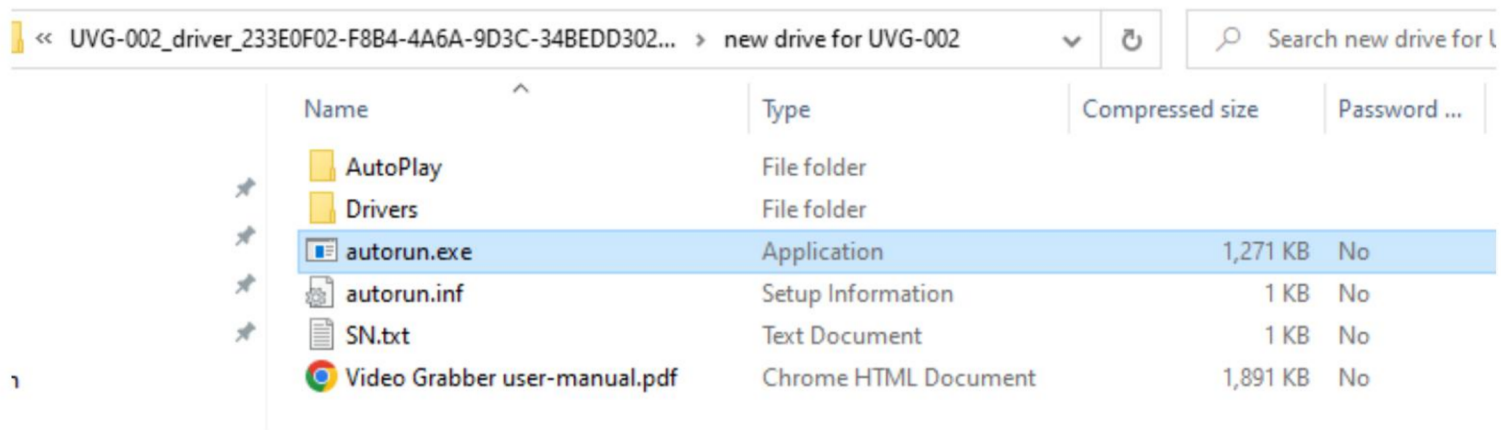 « UVG-002_driver_233E0F02-F8B4-4A6A-9D3C-34BEDD302... › new drive for UVG-002 Search new drive for
Name Type Compressed size Password ...
AutoPlay File folder
Drivers File folder
autorun.exe Application 1,271 KB No
autorun.inf Setup Information 1 KB No
SN.txt Text Document 1 KB No
Video Grabber user-manual.pdf Chrome HTML Document 1,891 KB No